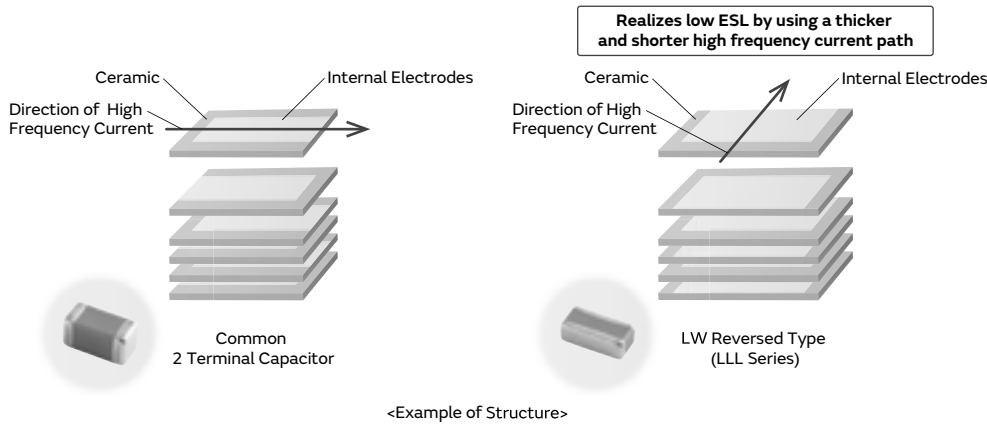 Realizes low ESL by using a thicker
and shorter high frequency current path
Ceramic
Internal Electrodes
Direction of High
Frequency Current
Ceramic
Internal Electrodes
Direction of High
Frequency Current
Common
2 Terminal Capacitor
LW Reversed Type
(LLL Series)
<Example of Structure>